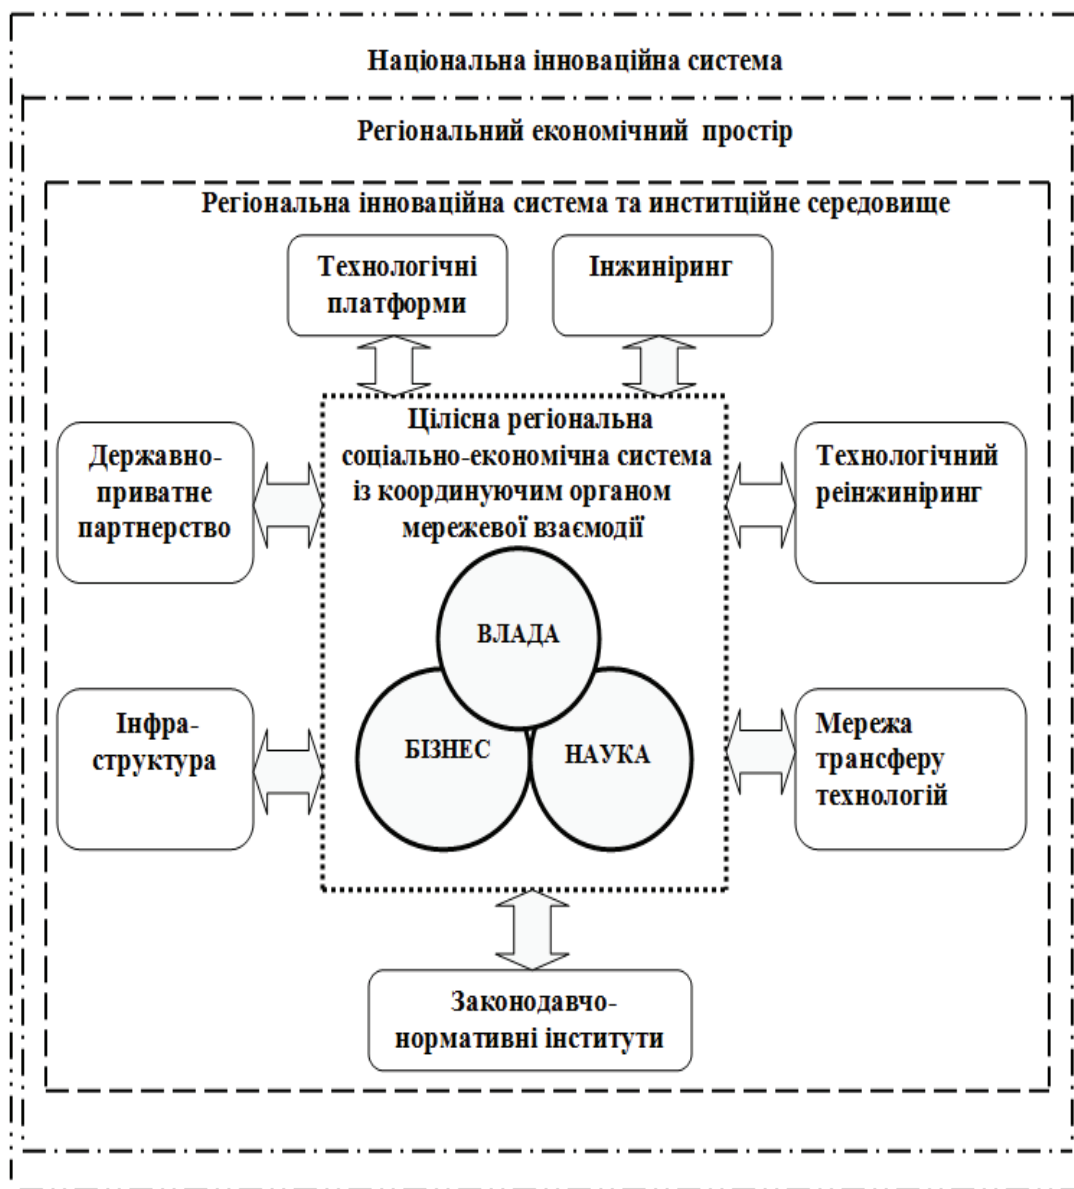 Національна інноваційна система
Регіональний економічний простір
Регіональна інноваційна система та институційне середовище
Технологічні
платформи
Інжиніринг
Цілісна регіональна
соціально-економічна система
із координуючим органом
мережевої взаємодії
Державно-
приватне
партнерство
Технологічний
реінжиніринг
ВЛАДА
БІЗНЕС
НАУКА
Інфра-
структура
Мережа
трансферу
технологій
Законодавчо-
нормативні інститути